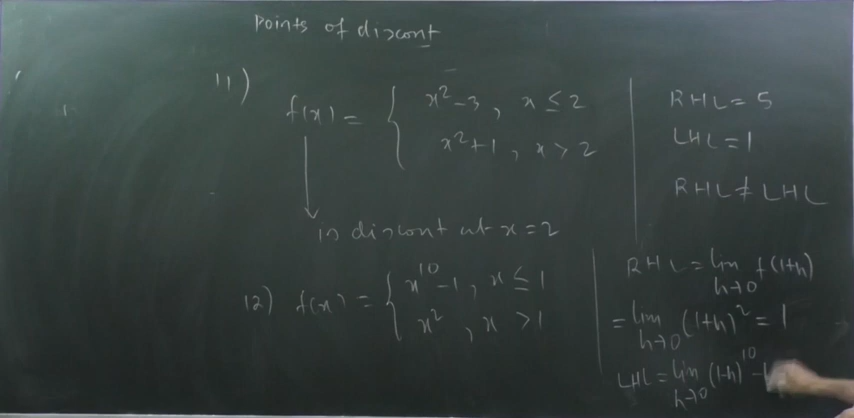 Points of discont
11)
f(x) = { x²-3, x ≤ 2
x²+1, x > 2
RHL = 5
LHL = 1
RHL ≠ LHL
is discont at x = 2
12) f(x) = { x¹⁰-1, x ≤ 1
x², x > 1
RHL = lim f(1+h)
h→0
= lim (1+h)² = 1
h→0
LHL = lim (1-h)¹⁰ -
h→0